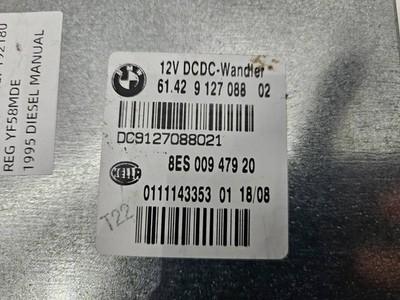 12V DCDC-Wandler
61.42 9 127 088 02
DC9127088021
HELLA
8ES 009 479 20
0111143353 01 18/08
T22
REG YF58MDE
1995 DIESEL MANUAL